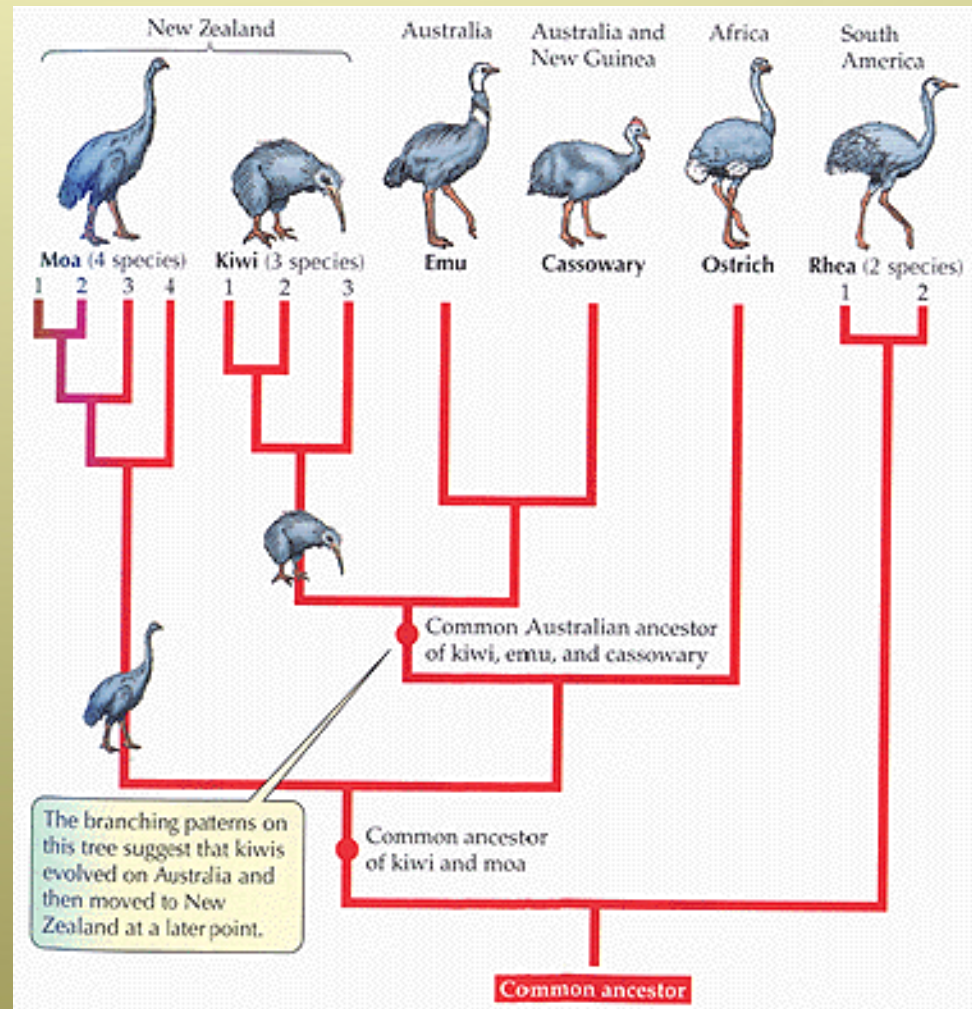 New Zealand
Australia
Australia and
New Guinea
Africa
South
America
Moa (4 species)
Kiwi (3 species)
Emu
Cassowary
Ostrich
Rhea (2 species)
1 2 3 4
1 2 3
1 2
Common Australian ancestor
of kiwi, emu, and cassowary
The branching patterns on
this tree suggest that kiwis
evolved on Australia and
then moved to New
Zealand at a later point.
Common ancestor
of kiwi and moa
Common ancestor